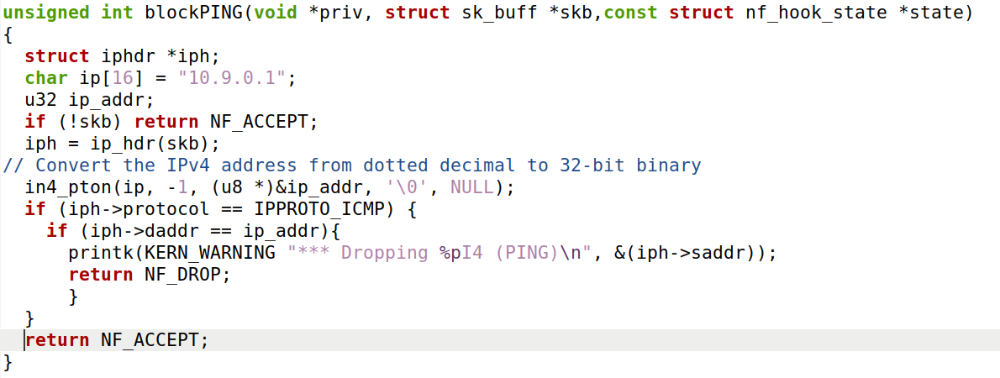 unsigned int blockPING(void *priv, struct sk_buff *skb,const struct nf_hook_state *state)
{
  struct iphdr *iph;
  char ip[16] = "10.9.0.1";
  u32 ip_addr;
  if (!skb) return NF_ACCEPT;
  iph = ip_hdr(skb);
// Convert the IPv4 address from dotted decimal to 32-bit binary
  in4_pton(ip, -1, (u8 *)&ip_addr, '\0', NULL);
  if (iph->protocol == IPPROTO_ICMP) {
    if (iph->daddr == ip_addr){
      printk(KERN_WARNING "*** Dropping %pI4 (PING)\n", &(iph->saddr));
      return NF_DROP;
      }
  }
  return NF_ACCEPT;
}